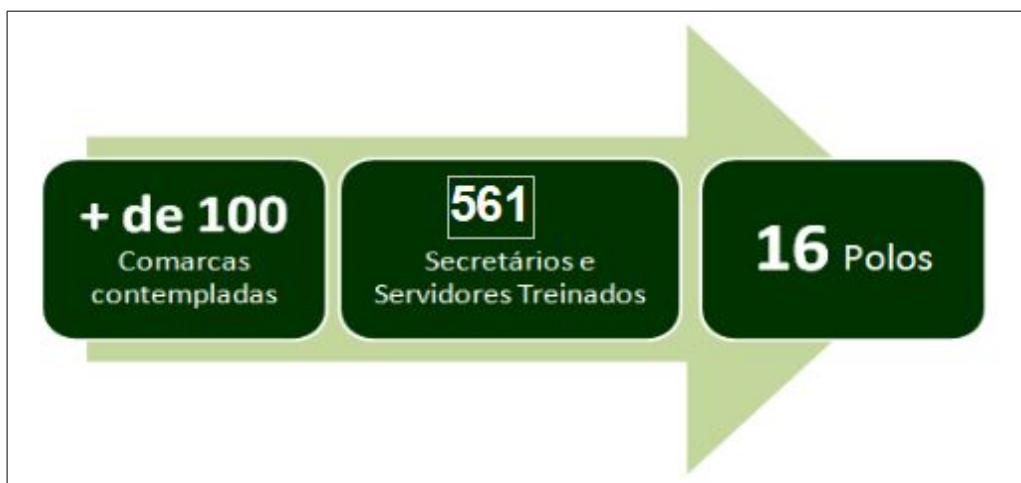 + de 100
Comarcas
contempladas
561
Secretários e
Servidores Treinados
16 Polos